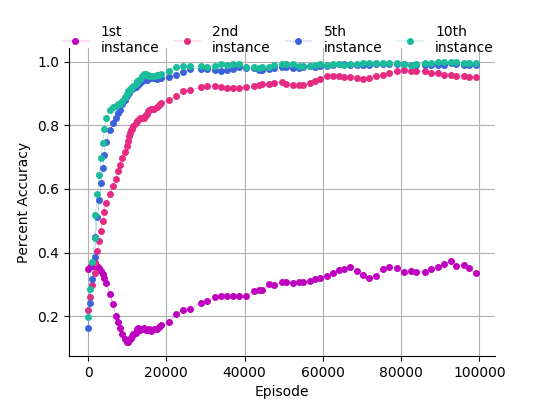 1st instance
2nd instance
5th instance
10th instance
1.0
0.8
0.6
0.4
0.2
Percent Accuracy
0
20000
40000
60000
80000
100000
Episode